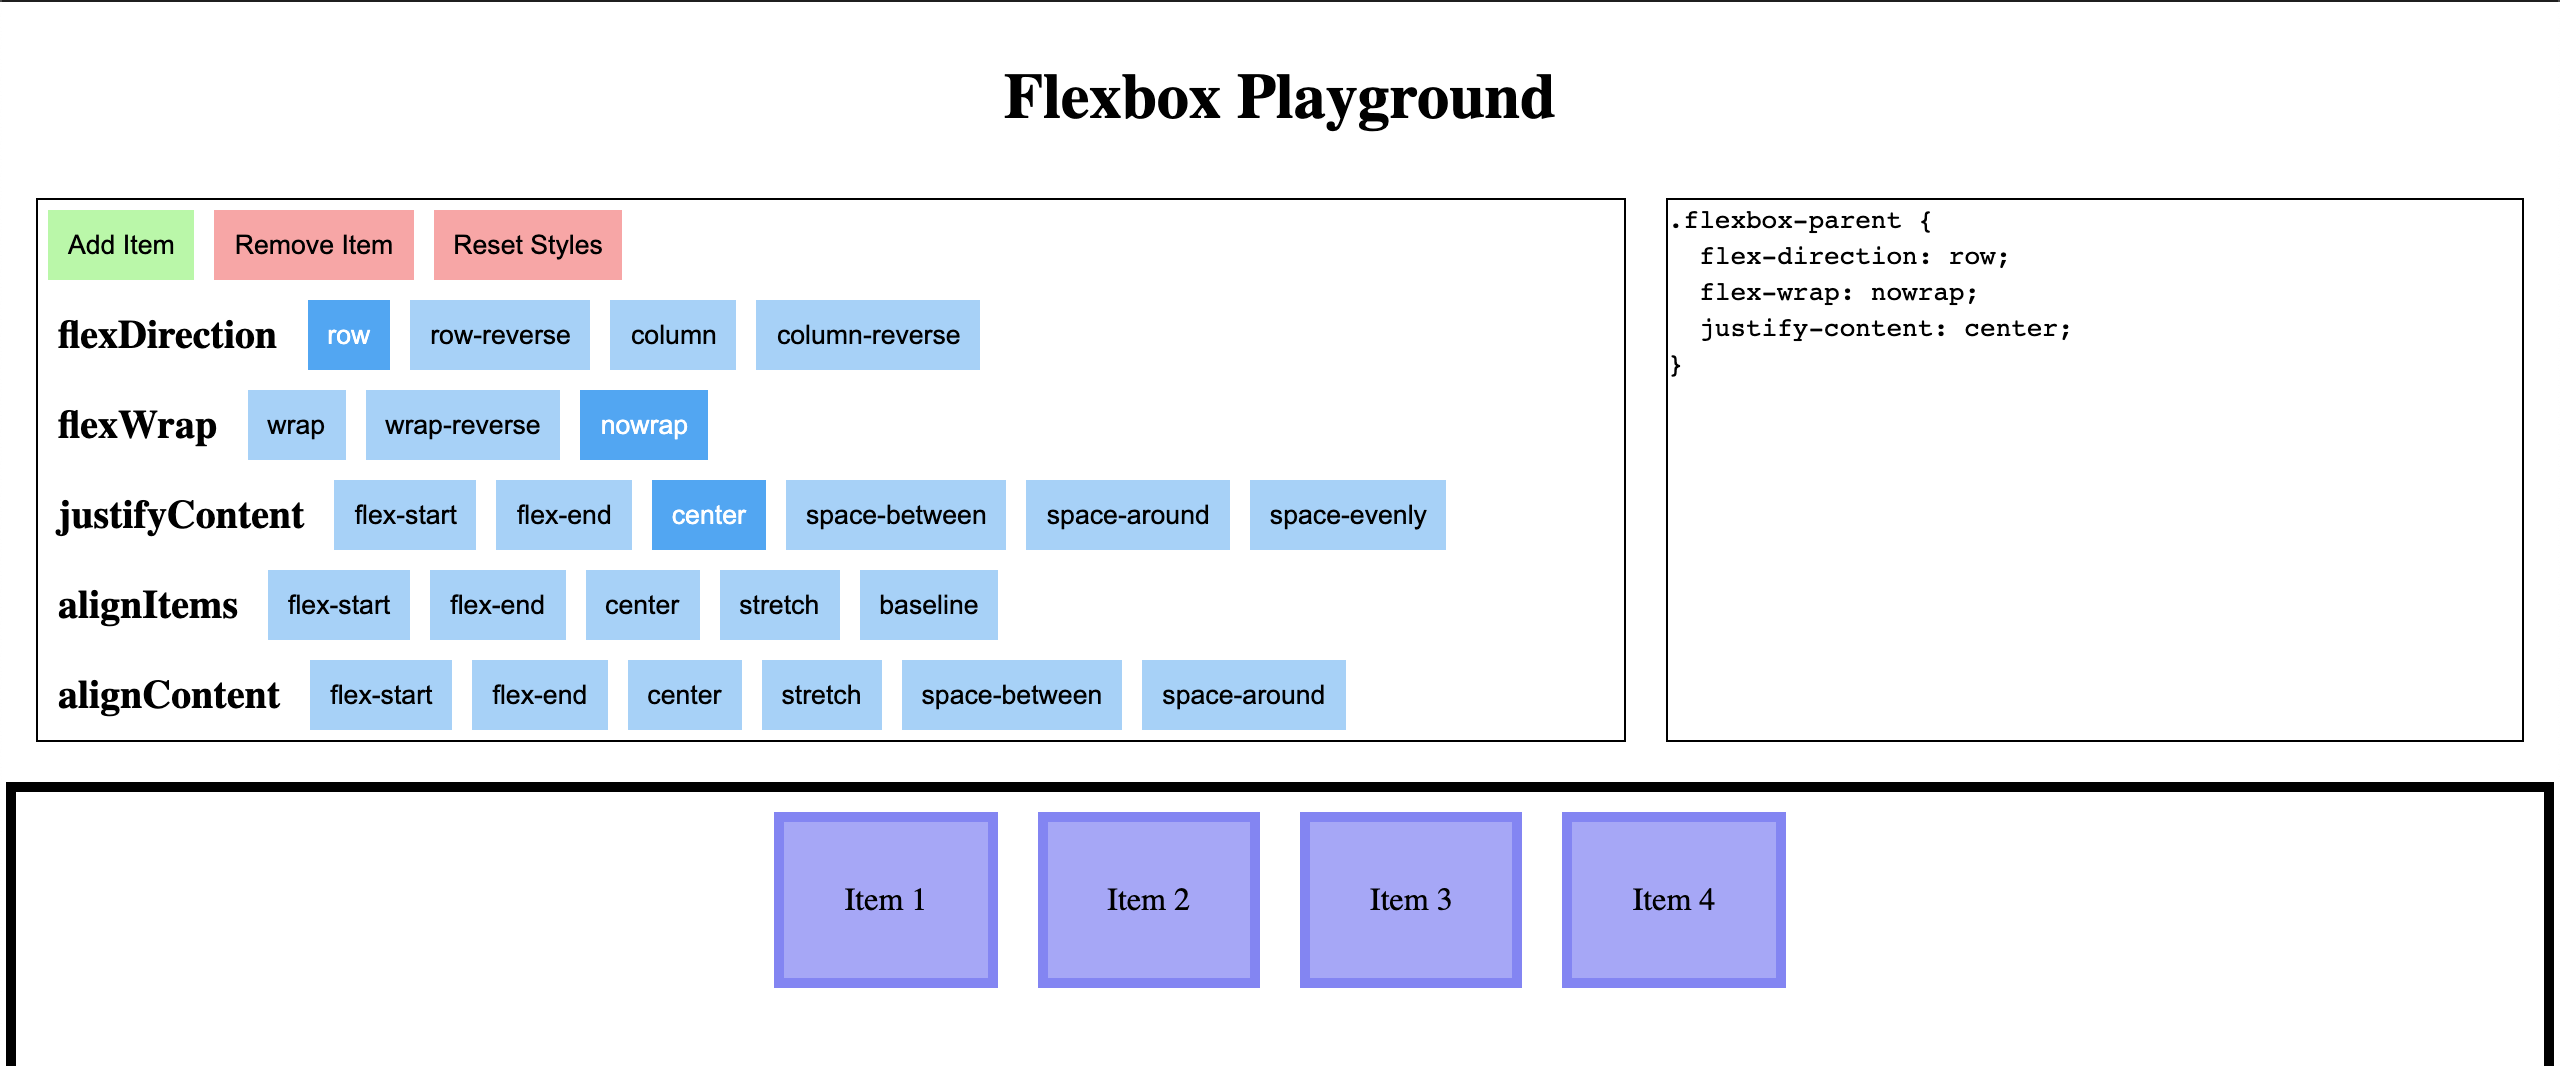 Flexbox Playground
Add Item Remove Item Reset Styles
flexDirection row row-reverse column column-reverse
flexWrap wrap wrap-reverse nowrap
justifyContent flex-start flex-end center space-between space-around space-evenly
alignItems flex-start flex-end center stretch baseline
alignContent flex-start flex-end center stretch space-between space-around
.flexbox-parent {
  flex-direction: row;
  flex-wrap: nowrap;
  justify-content: center;
}
Item 1 Item 2 Item 3 Item 4